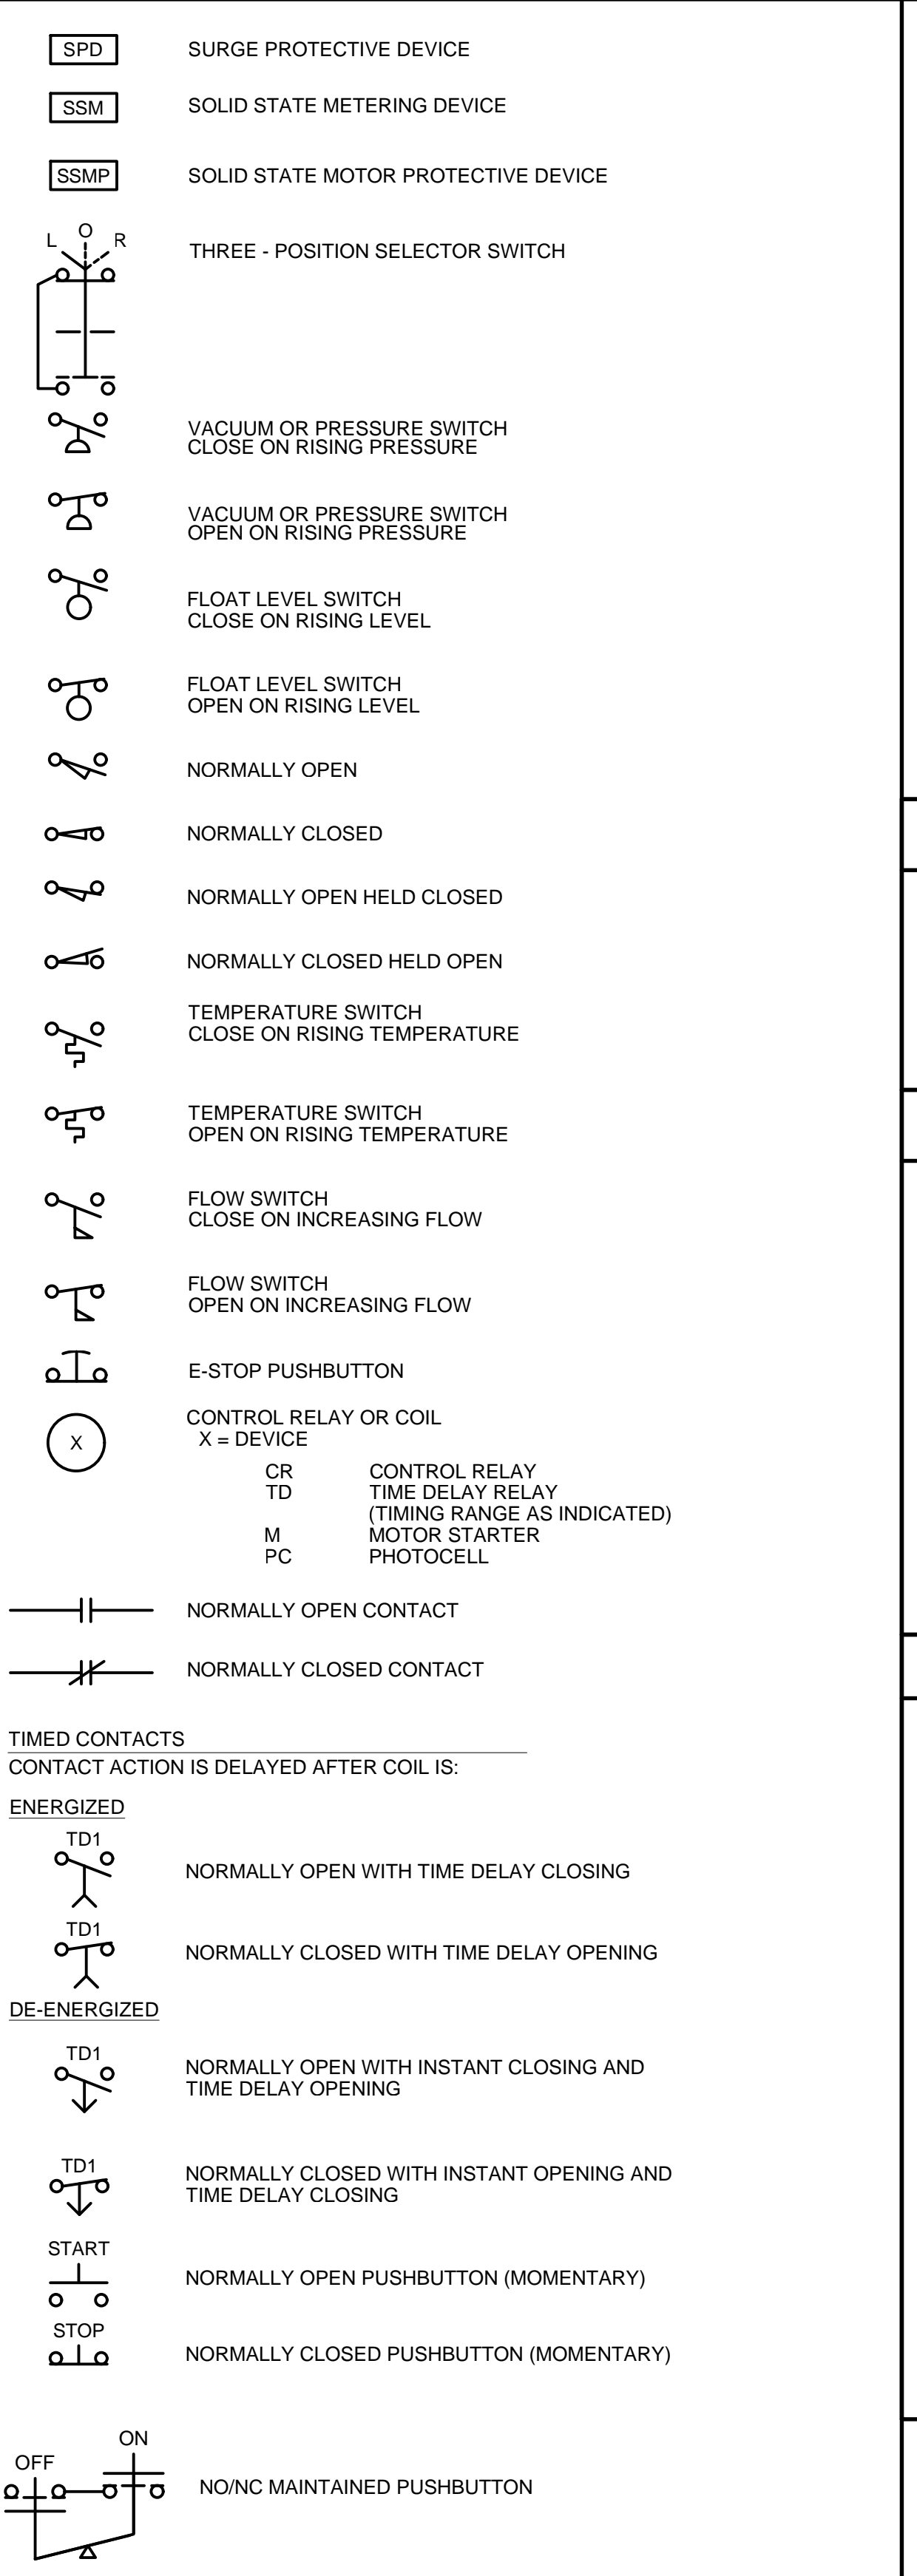 SPD SURGE PROTECTIVE DEVICE
SSM SOLID STATE METERING DEVICE
SSMP SOLID STATE MOTOR PROTECTIVE DEVICE
L O R
THREE - POSITION SELECTOR SWITCH
VACUUM OR PRESSURE SWITCH
CLOSE ON RISING PRESSURE
VACUUM OR PRESSURE SWITCH
OPEN ON RISING PRESSURE
FLOAT LEVEL SWITCH
CLOSE ON RISING LEVEL
FLOAT LEVEL SWITCH
OPEN ON RISING LEVEL
NORMALLY OPEN
NORMALLY CLOSED
NORMALLY OPEN HELD CLOSED
NORMALLY CLOSED HELD OPEN
TEMPERATURE SWITCH
CLOSE ON RISING TEMPERATURE
TEMPERATURE SWITCH
OPEN ON RISING TEMPERATURE
FLOW SWITCH
CLOSE ON INCREASING FLOW
FLOW SWITCH
OPEN ON INCREASING FLOW
E-STOP PUSHBUTTON
CONTROL RELAY OR COIL
X
X = DEVICE
CR CONTROL RELAY
TD TIME DELAY RELAY
(TIMING RANGE AS INDICATED)
M MOTOR STARTER
PC PHOTOCELL
NORMALLY OPEN CONTACT
NORMALLY CLOSED CONTACT
TIMED CONTACTS
CONTACT ACTION IS DELAYED AFTER COIL IS:
ENERGIZED
TD1
NORMALLY OPEN WITH TIME DELAY CLOSING
TD1
NORMALLY CLOSED WITH TIME DELAY OPENING
DE-ENERGIZED
TD1
NORMALLY OPEN WITH INSTANT CLOSING AND
TIME DELAY OPENING
TD1
NORMALLY CLOSED WITH INSTANT OPENING AND
TIME DELAY CLOSING
START
NORMALLY OPEN PUSHBUTTON (MOMENTARY)
STOP
NORMALLY CLOSED PUSHBUTTON (MOMENTARY)
ON
OFF
NO/NC MAINTAINED PUSHBUTTON